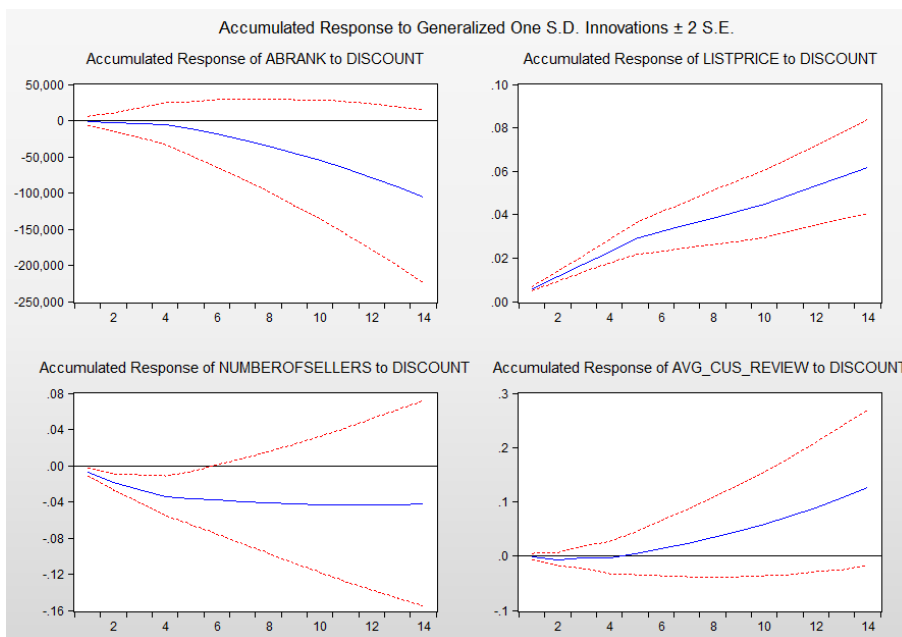 Accumulated Response to Generalized One S.D. Innovations ± 2 S.E.
Accumulated Response of ABRANK to DISCOUNT
50,000
0
-50,000
-100,000
-150,000
-200,000
-250,000
2 4 6 8 10 12 14
Accumulated Response of LISTPRICE to DISCOUNT
.10
.08
.06
.04
.02
.00
2 4 6 8 10 12 14
Accumulated Response of NUMBEROFSELLERS to DISCOUNT
.08
.04
.00
-.04
-.08
-.12
-.16
2 4 6 8 10 12 14
Accumulated Response of AVG_CUS_REVIEW to DISCOUNT
.3
.2
.1
.0
-.1
2 4 6 8 10 12 14